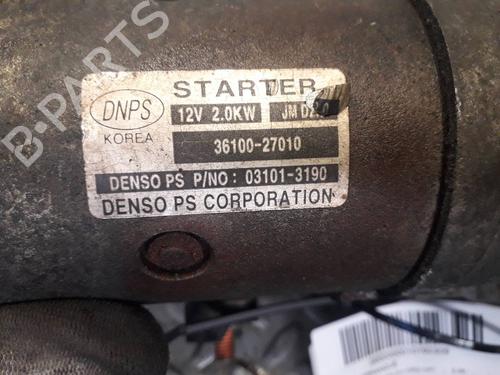 B-PARTS
STARTER
DNPS
KOREA
12V 2.0KW
36100-27010
DENSO PS P/NO: 03101-3190
DENSO PS CORPORATION